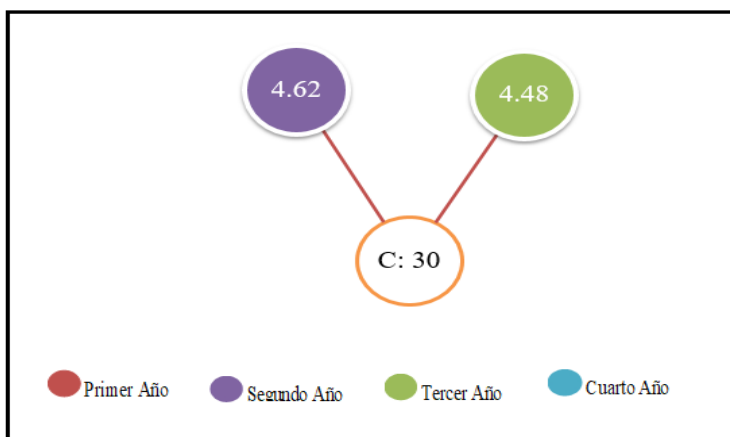 4.62
4.48
C: 30
Primer Año
Segundo Año
Tercer Año
Cuarto Año